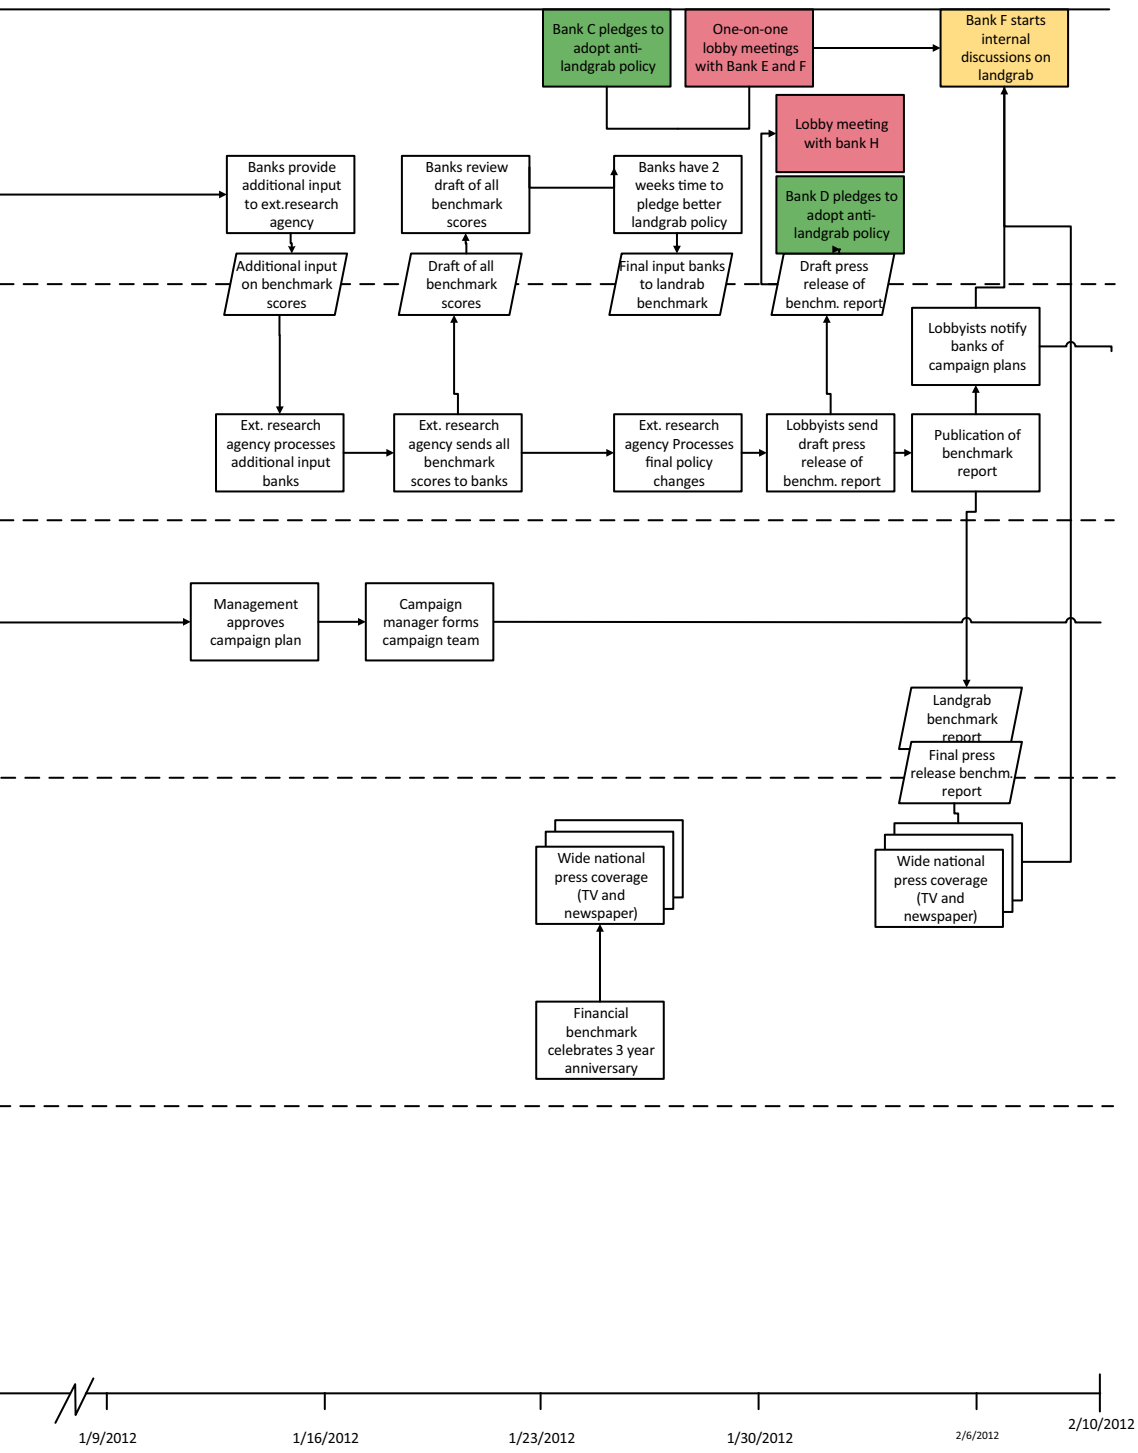 Bank C pledges to
adopt anti-
landgrab policy
One-on-one
lobby meetings
with Bank E and F
Bank F starts
internal
discussions on
landgrab
Lobby meeting
with bank H
Banks provide
additional input
to ext.research
agency
Banks review
draft of all
benchmark
scores
Banks have 2
weeks time to
pledge better
landgrab policy
Bank D pledges to
adopt anti-
landgrab policy
Additional input
on benchmark
scores
Draft of all
benchmark
scores
Final input banks
to landrab
benchmark
Draft press
release of
benchm. report
Lobbyists notify
banks of
campaign plans
Ext. research
agency processes
additional input
banks
Ext. research
agency sends all
benchmark
scores to banks
Ext. research
agency Processes
final policy
changes
Lobbyists send
draft press
release of
benchm. report
Publication of
benchmark
report
Management
approves
campaign plan
Campaign
manager forms
campaign team
Landgrab
benchmark
report
Final press
release benchm.
report
Wide national
press coverage
(TV and
newspaper)
Wide national
press coverage
(TV and
newspaper)
Financial
benchmark
celebrates 3 year
anniversary
1/9/2012
1/16/2012
1/23/2012
1/30/2012
2/6/2012
2/10/2012